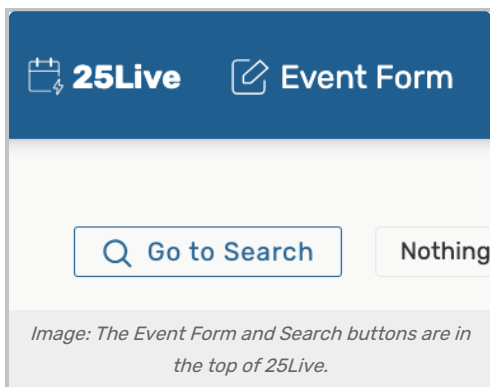 25Live Event Form
Go to Search Nothing
Image: The Event Form and Search buttons are in
the top of 25Live.